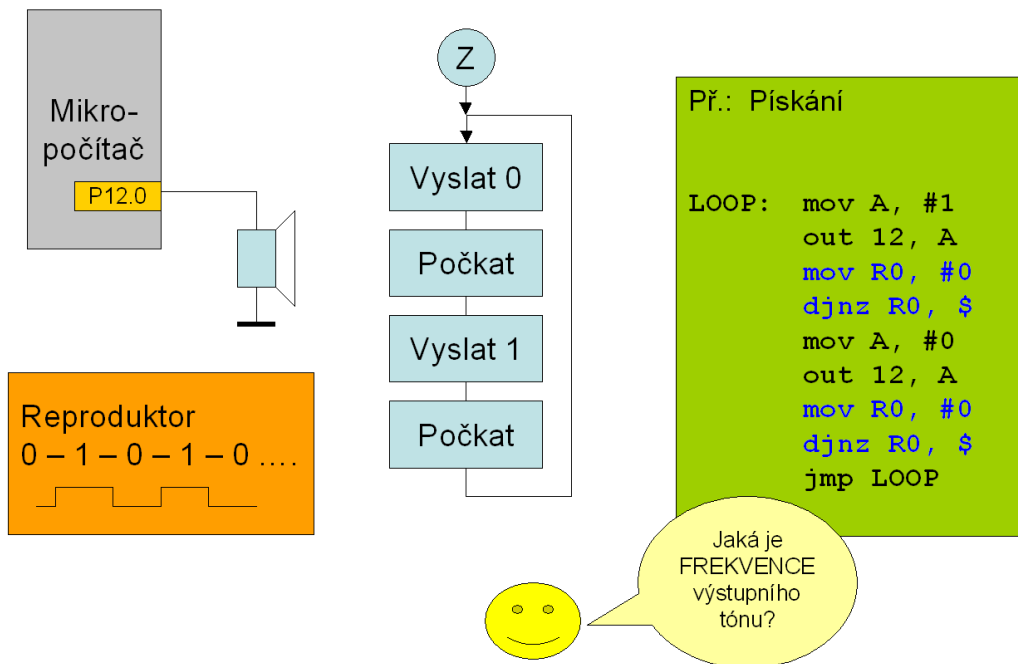 Mikro-
počítač
P12.0
Reproduktor
0 – 1 – 0 – 1 – 0 ....
Z
Vyslat 0
Počkat
Vyslat 1
Počkat
Př.: Pískání
LOOP: mov A, #1
out 12, A
mov R0, #0
djnz R0, $
mov A, #0
out 12, A
mov R0, #0
djnz R0, $
jmp LOOP
Jaká je
FREKVENCE
výstupního
tónu?